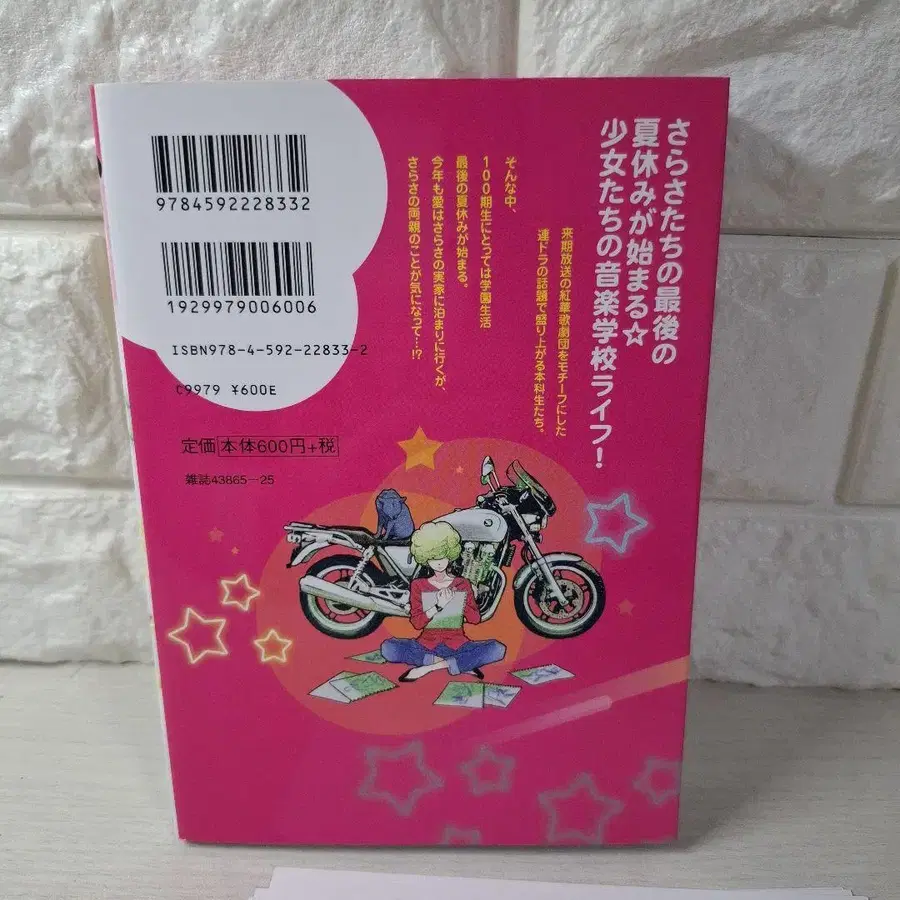 さらさたちの最後の
夏休みが始まる☆
少女たちの音楽学校ライフ!
来期放送の紅華歌劇団をモチーフにした
連ドラの話題で盛り上がる本科生たち。
そんな中、
100期生にとっては学園生活
最後の夏休みが始まる。
今年も愛はさらさの実家に泊まりに行くが、
さらさの両親のことが気になって…!?
9784592228332
1929979006006
ISBN978-4-592-22833-2
C9979 ¥600E
定価 本体600円+税
雑誌43865-25